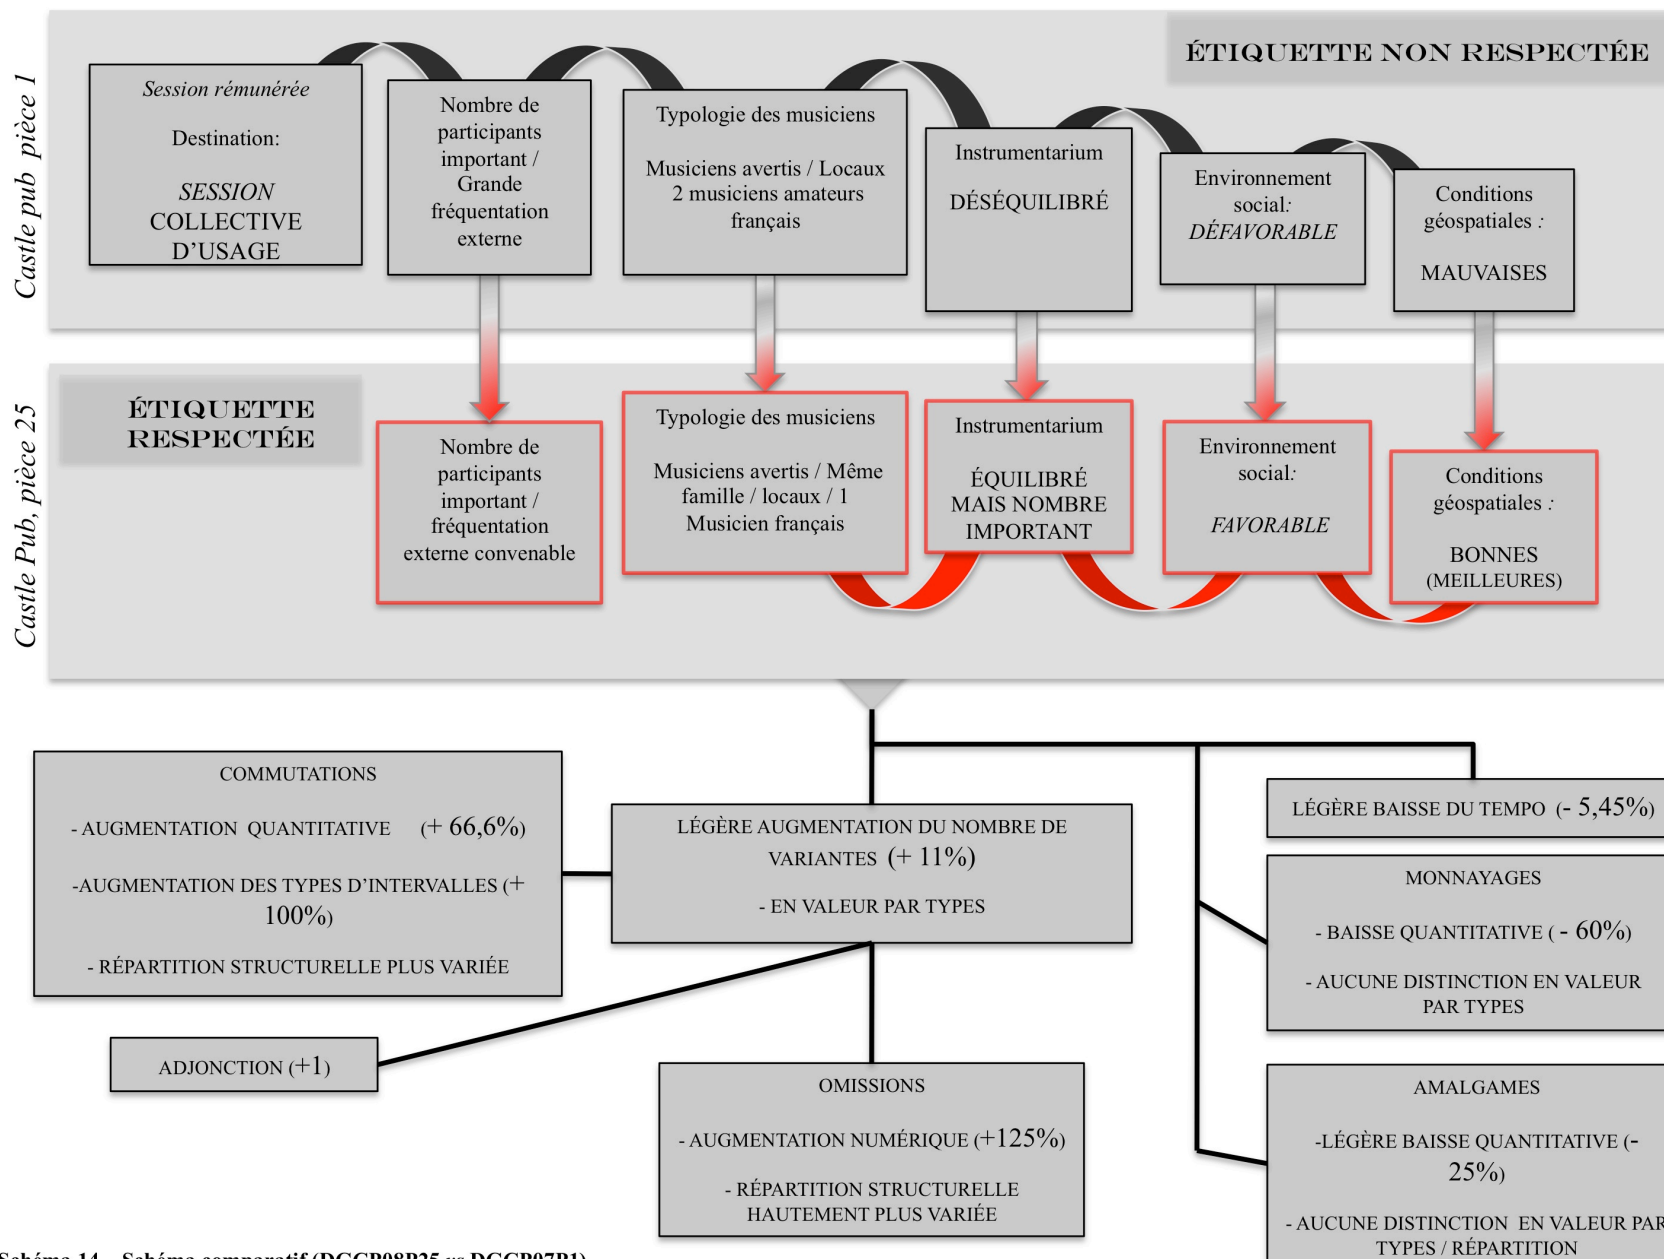 Castle pub pièce 1
ÉTIQUETTE NON RESPECTÉE
Session rémunérée
Destination:
SESSION
COLLECTIVE
D’USAGE
Nombre de
participants
important /
Grande
fréquentation
externe
Typologie des musiciens
Musiciens avertis / Locaux
2 musiciens amateurs
français
Instrumentarium
DÉSÉQUILIBRÉ
Environnement
social:
DÉFAVORABLE
Conditions
géospatiales :
MAUVAISES
Castle Pub, pièce 25
ÉTIQUETTE
RESPECTÉE
Nombre de
participants
important /
fréquentation
externe convenable
Typologie des musiciens
Musiciens avertis / Même
famille / locaux / 1
Musicien français
Instrumentarium
ÉQUILIBRÉ
MAIS NOMBRE
IMPORTANT
Environnement
social:
FAVORABLE
Conditions
géospatiales :
BONNES
(MEILLEURES)
COMMUTATIONS
- AUGMENTATION QUANTITATIVE (+ 66,6%)
-AUGMENTATION DES TYPES D’INTERVALLES (+
100%)
- RÉPARTITION STRUCTURELLE PLUS VARIÉE
LÉGÈRE AUGMENTATION DU NOMBRE DE
VARIANTES (+ 11%)
- EN VALEUR PAR TYPES
LÉGÈRE BAISSE DU TEMPO (- 5,45%)
MONNAYAGES
- BAISSE QUANTITATIVE ( - 60%)
- AUCUNE DISTINCTION EN VALEUR
PAR TYPES
ADJONCTION (+1)
OMISSIONS
- AUGMENTATION NUMÉRIQUE (+125%)
- RÉPARTITION STRUCTURELLE
HAUTEMENT PLUS VARIÉE
AMALGAMES
-LÉGÈRE BAISSE QUANTITATIVE (-
25%)
- AUCUNE DISTINCTION EN VALEUR PAR
TYPES / RÉPARTITION
Schéma 14 – Schéma comparatif (DGCP08P25 vs DGCP07P1)